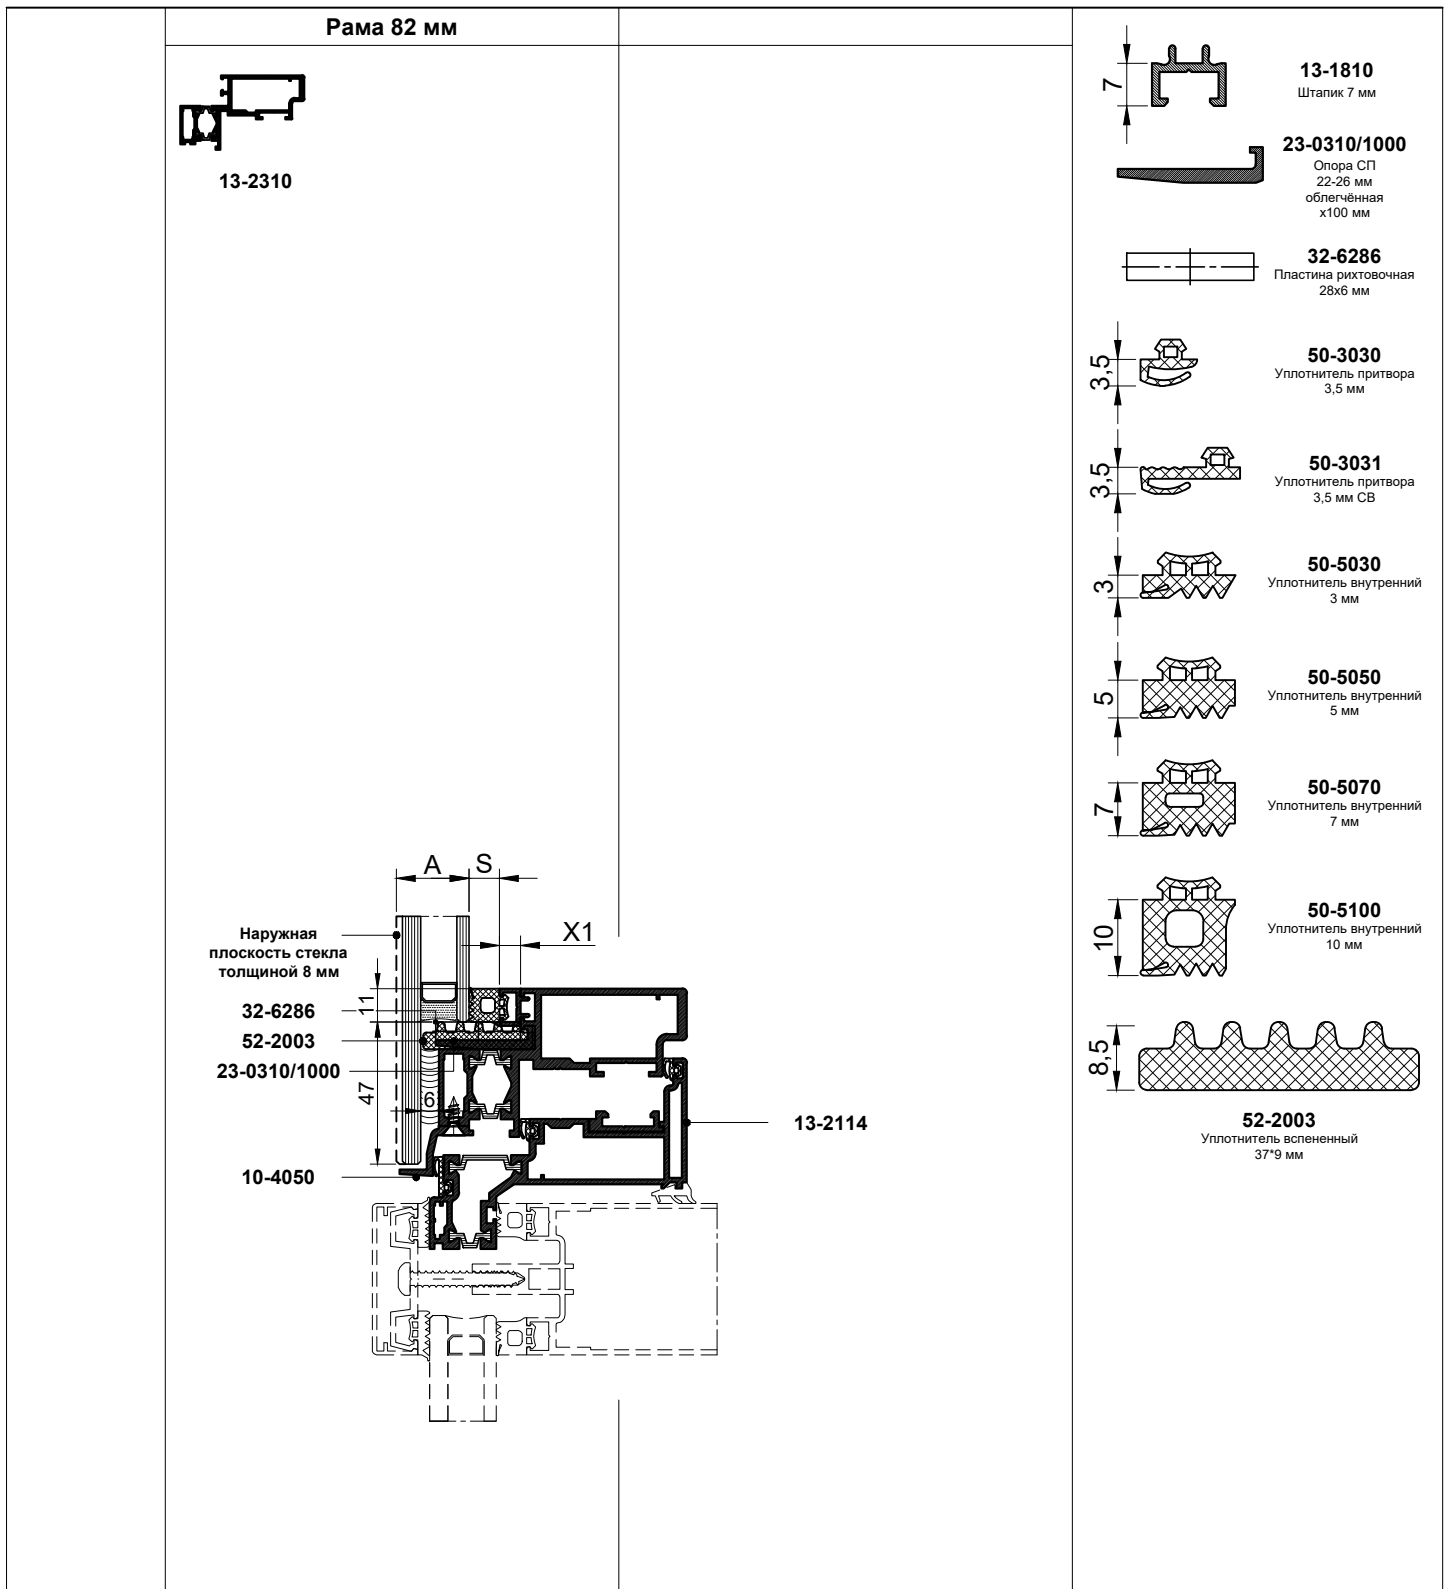 Рама 82 мм
13-2310
A
S
X1
Наружная
плоскость стекла
толщиной 8 мм
11
32-6286
52-2003
23-0310/1000
47
6
13-2114
10-4050
7
13-1810
Штапик 7 мм
23-0310/1000
Опора СП
22-26 мм
облегчённая
х100 мм
32-6286
Пластина рихтовочная
28х6 мм
3,5
50-3030
Уплотнитель притвора
3,5 мм
3,5
50-3031
Уплотнитель притвора
3,5 мм СВ
3
50-5030
Уплотнитель внутренний
3 мм
5
50-5050
Уплотнитель внутренний
5 мм
7
50-5070
Уплотнитель внутренний
7 мм
10
50-5100
Уплотнитель внутренний
10 мм
8,5
52-2003
Уплотнитель вспененный
37*9 мм